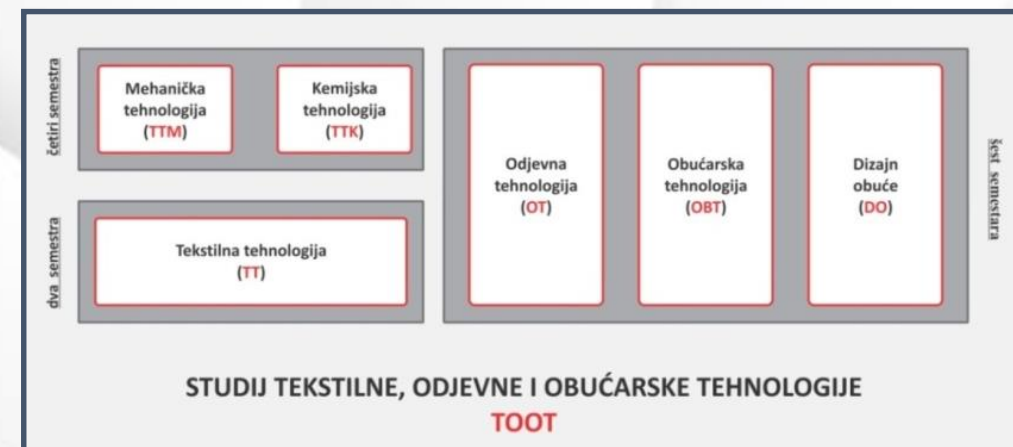 četiri semestra
Mehanička
tehnologija
(TTM)
Kemijska
tehnologija
(TTK)
dva semestra
Tekstilna tehnologija
(TT)
Odjevna
tehnologija
(OT)
Obućarska
tehnologija
(OBT)
Dizajn
obuće
(DO)
šest semestara
STUDIJ TEKSTILNE, ODJEVNE I OBUĆARSKE TEHNOLOGIJE
TOOT